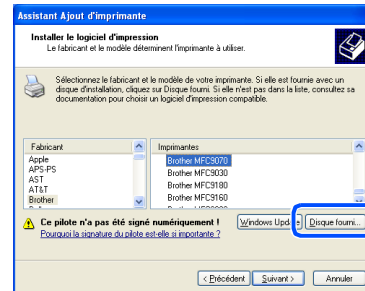 Assistant Ajout d'imprimante
Installer le logiciel d'impression
Le fabricant et le modèle déterminent l'imprimante à utiliser.
Sélectionnez le fabricant et le modèle de votre imprimante. Si elle est fournie avec un
disque d'installation, cliquez sur Disque fourni. Si elle n'est pas dans la liste, consultez sa
documentation pour choisir un logiciel d'impression compatible.
Fabricant
Apple
APS-PS
AST
AT&T
Brother
Imprimantes
Brother MFC9070
Brother MFC9030
Brother MFC9180
Brother MFC9160
Ce pilote n'a pas été signé numériquement !
Pourquoi la signature du pilote est-elle si importante ?
Windows Update
Disque fourni...
< Précédent
Suivant >
Annuler